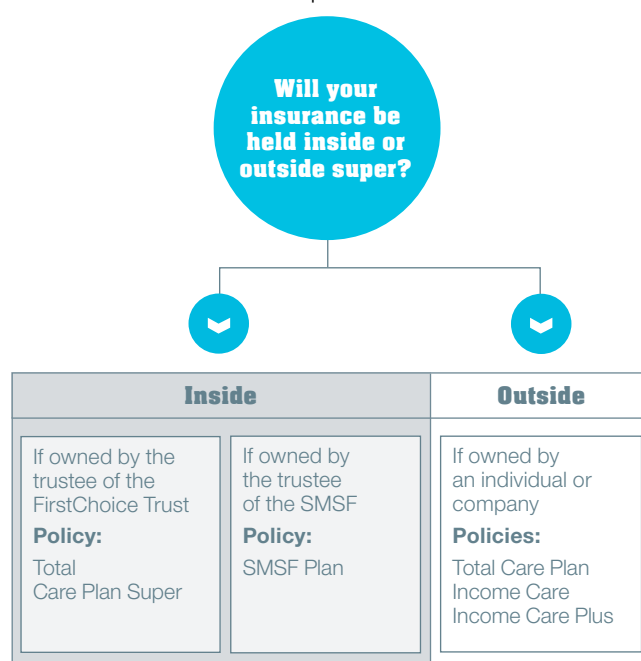 Will your
insurance be
held inside or
outside super?
Inside
Outside
If owned by the
trustee of the
FirstChoice Trust
Policy:
Total
Care Plan Super
If owned by
the trustee
of the SMSF
Policy:
SMSF Plan
If owned by
an individual or
company
Policies:
Total Care Plan
Income Care
Income Care Plus